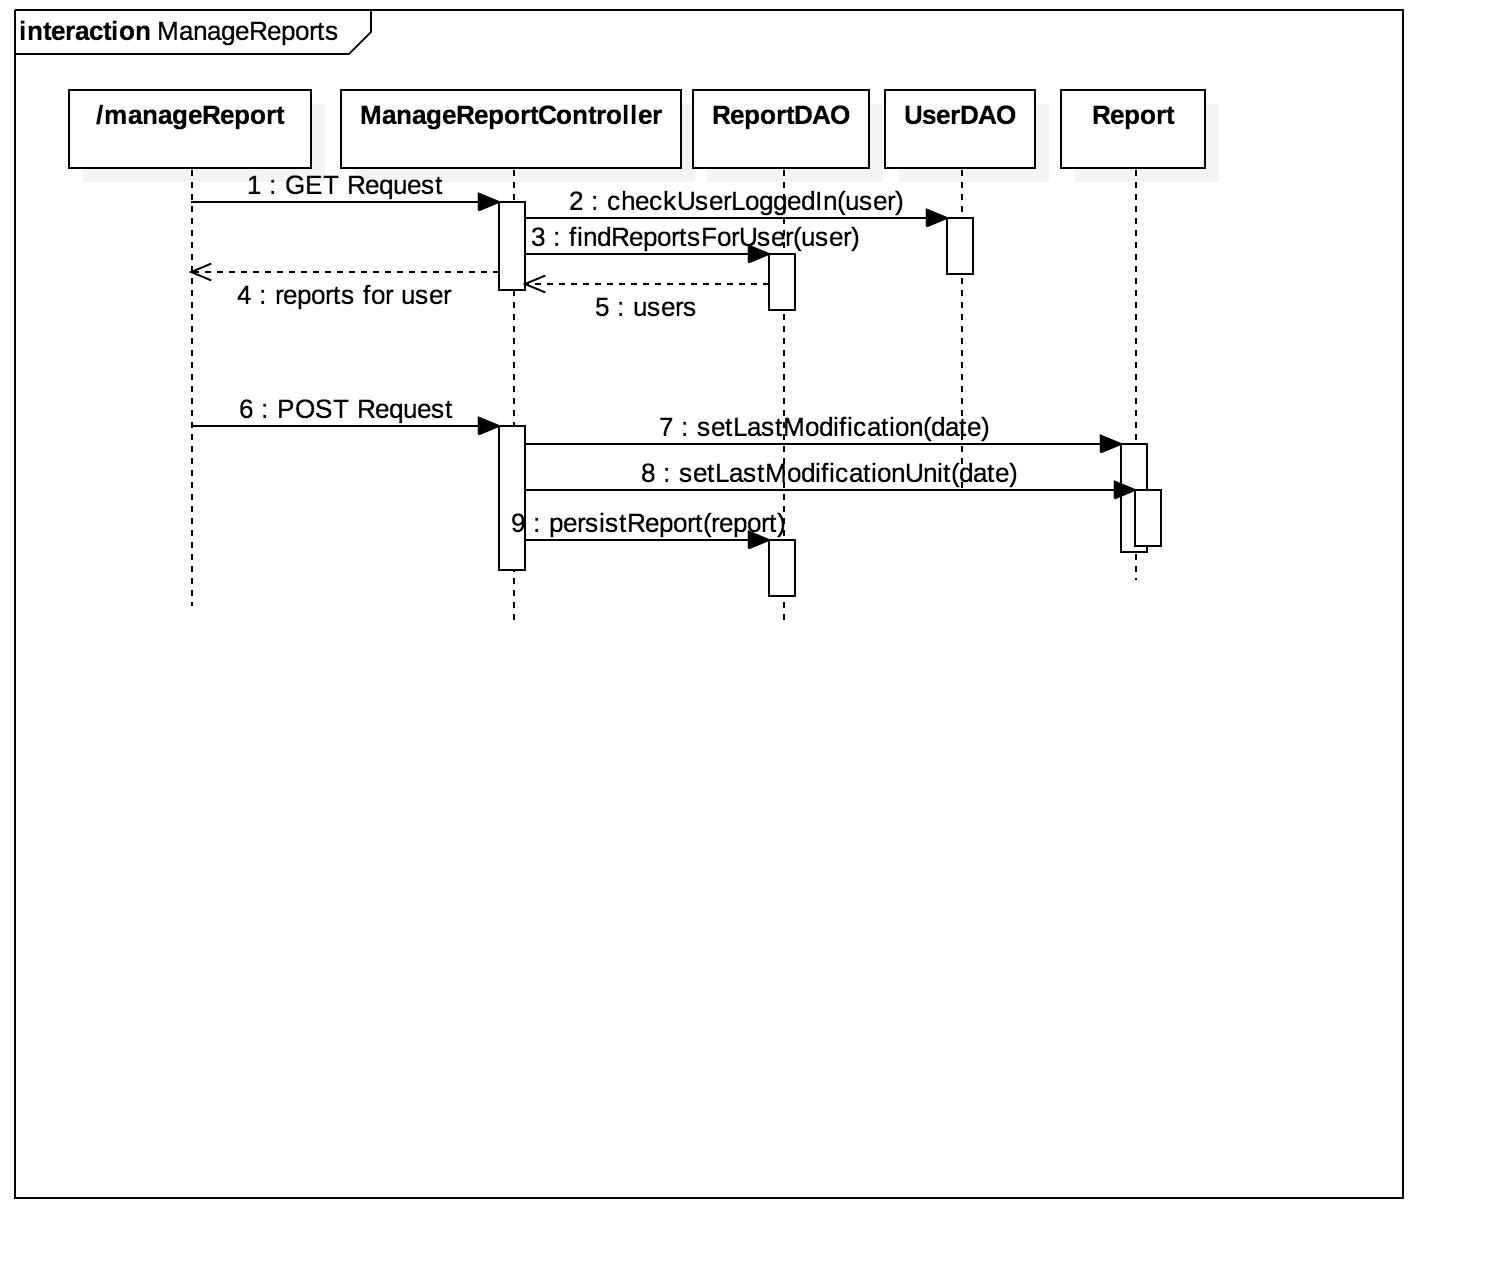 interaction ManageReports
/manageReport
ManageReportController
ReportDAO
UserDAO
Report
1 : GET Request
2 : checkUserLoggedIn(user)
3 : findReportsForUser(user)
4 : reports for user
5 : users
6 : POST Request
7 : setLastModification(date)
8 : setLastModificationUnit(date)
9 : persistReport(report)